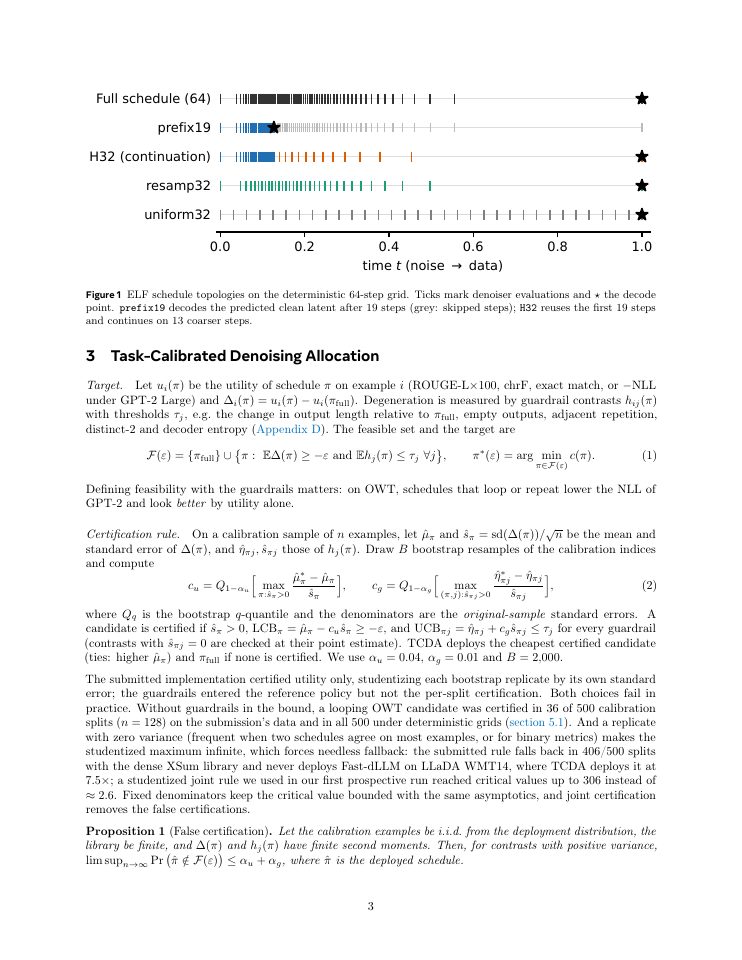 Full schedule (64)
prefix19
H32 (continuation)
resamp32
uniform32
0.0 0.2 0.4 0.6 0.8 1.0
time t (noise → data)
Figure 1 ELF schedule topologies on the deterministic 64-step grid. Ticks mark denoiser evaluations and ⋆ the decode
point. prefix19 decodes the predicted clean latent after 19 steps (grey: skipped steps); H32 reuses the first 19 steps
and continues on 13 coarser steps.
3 Task-Calibrated Denoising Allocation
Target. Let uᵢ(π) be the utility of schedule π on example i (ROUGE-L×100, chrF, exact match, or −NLL
under GPT-2 Large) and Δᵢ(π) = uᵢ(π) − uᵢ(π_full). Degeneration is measured by guardrail contrasts h_ij(π)
with thresholds τ_j, e.g. the change in output length relative to π_full, empty outputs, adjacent repetition,
distinct-2 and decoder entropy (Appendix D). The feasible set and the target are
F(ε) = {π_full} ∪ {π : 𝔼Δ(π) ≥ −ε and 𝔼h_j(π) ≤ τ_j ∀j}, π*(ε) = arg min_{π∈F(ε)} c(π). (1)
Defining feasibility with the guardrails matters: on OWT, schedules that loop or repeat lower the NLL of
GPT-2 and look better by utility alone.
Certification rule. On a calibration sample of n examples, let μ̂_π and ŝ_π = sd(Δ(π))/√n be the mean and
standard error of Δ(π), and η̂_πj, ŝ_πj those of h_j(π). Draw B bootstrap resamples of the calibration indices
and compute
c_u = Q_{1−α_u}[max_{π:ŝ_π>0} (μ̂*_π − μ̂_π)/ŝ_π], c_g = Q_{1−α_g}[max_{(π,j):ŝ_πj>0} (η̂*_πj − η̂_πj)/ŝ_πj], (2)
where Q_q is the bootstrap q-quantile and the denominators are the original-sample standard errors. A
candidate is certified if ŝ_π > 0, LCB_π = μ̂_π − c_u ŝ_π ≥ −ε, and UCB_πj = η̂_πj + c_g ŝ_πj ≤ τ_j for every guardrail
(contrasts with ŝ_πj = 0 are checked at their point estimate). TCDA deploys the cheapest certified candidate
(ties: higher μ̂_π) and π_full if none is certified. We use α_u = 0.04, α_g = 0.01 and B = 2,000.
The submitted implementation certified utility only, studentizing each bootstrap replicate by its own standard
error; the guardrails entered the reference policy but not the per-split certification. Both choices fail in
practice. Without guardrails in the bound, a looping OWT candidate was certified in 36 of 500 calibration
splits (n = 128) on the submission's data and in all 500 under deterministic grids (section 5.1). And a replicate
with zero variance (frequent when two schedules agree on most examples, or for binary metrics) makes the
studentized maximum infinite, which forces needless fallback: the submitted rule falls back in 406/500 splits
with the dense XSum library and never deploys Fast-dLLM on LLaDA WMT14, where TCDA deploys it at
7.5×; a studentized joint rule we used in our first prospective run reached critical values up to 306 instead of
≈ 2.6. Fixed denominators keep the critical value bounded with the same asymptotics, and joint certification
removes the false certifications.
Proposition 1 (False certification). Let the calibration examples be i.i.d. from the deployment distribution, the
library be finite, and Δ(π) and h_j(π) have finite second moments. Then, for contrasts with positive variance,
lim sup_{n→∞} Pr(π̂ ∉ F(ε)) ≤ α_u + α_g, where π̂ is the deployed schedule.
3